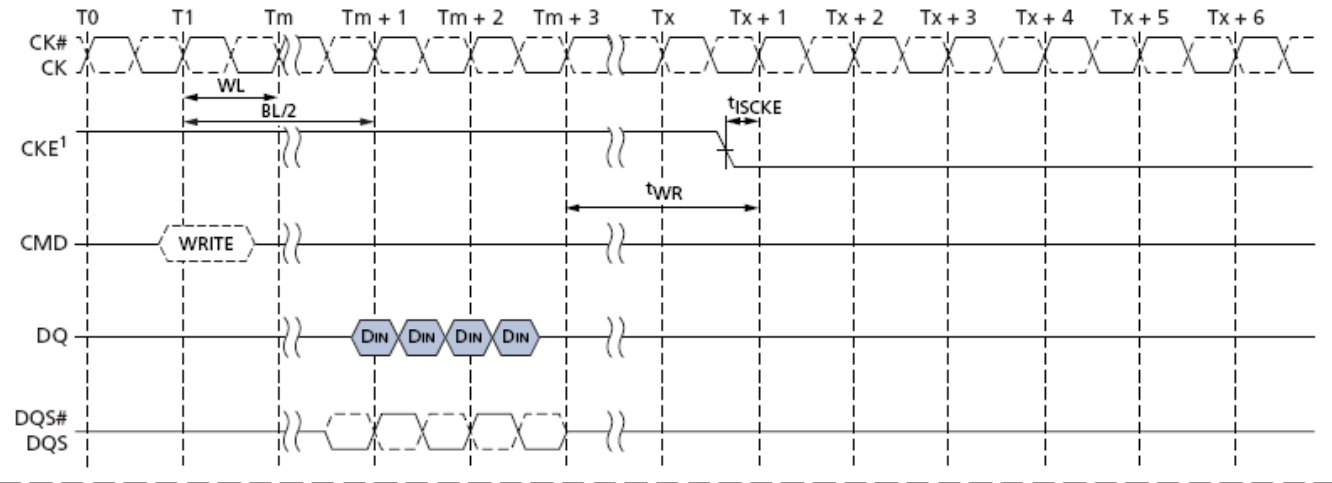 T0 T1 Tm Tm + 1 Tm + 2 Tm + 3 Tx Tx + 1 Tx + 2 Tx + 3 Tx + 4 Tx + 5 Tx + 6
CK#
CK
WL
BL/2
tISCKE
CKE1
tWR
CMD WRITE
DQ DIN DIN DIN DIN
DQS#
DQS